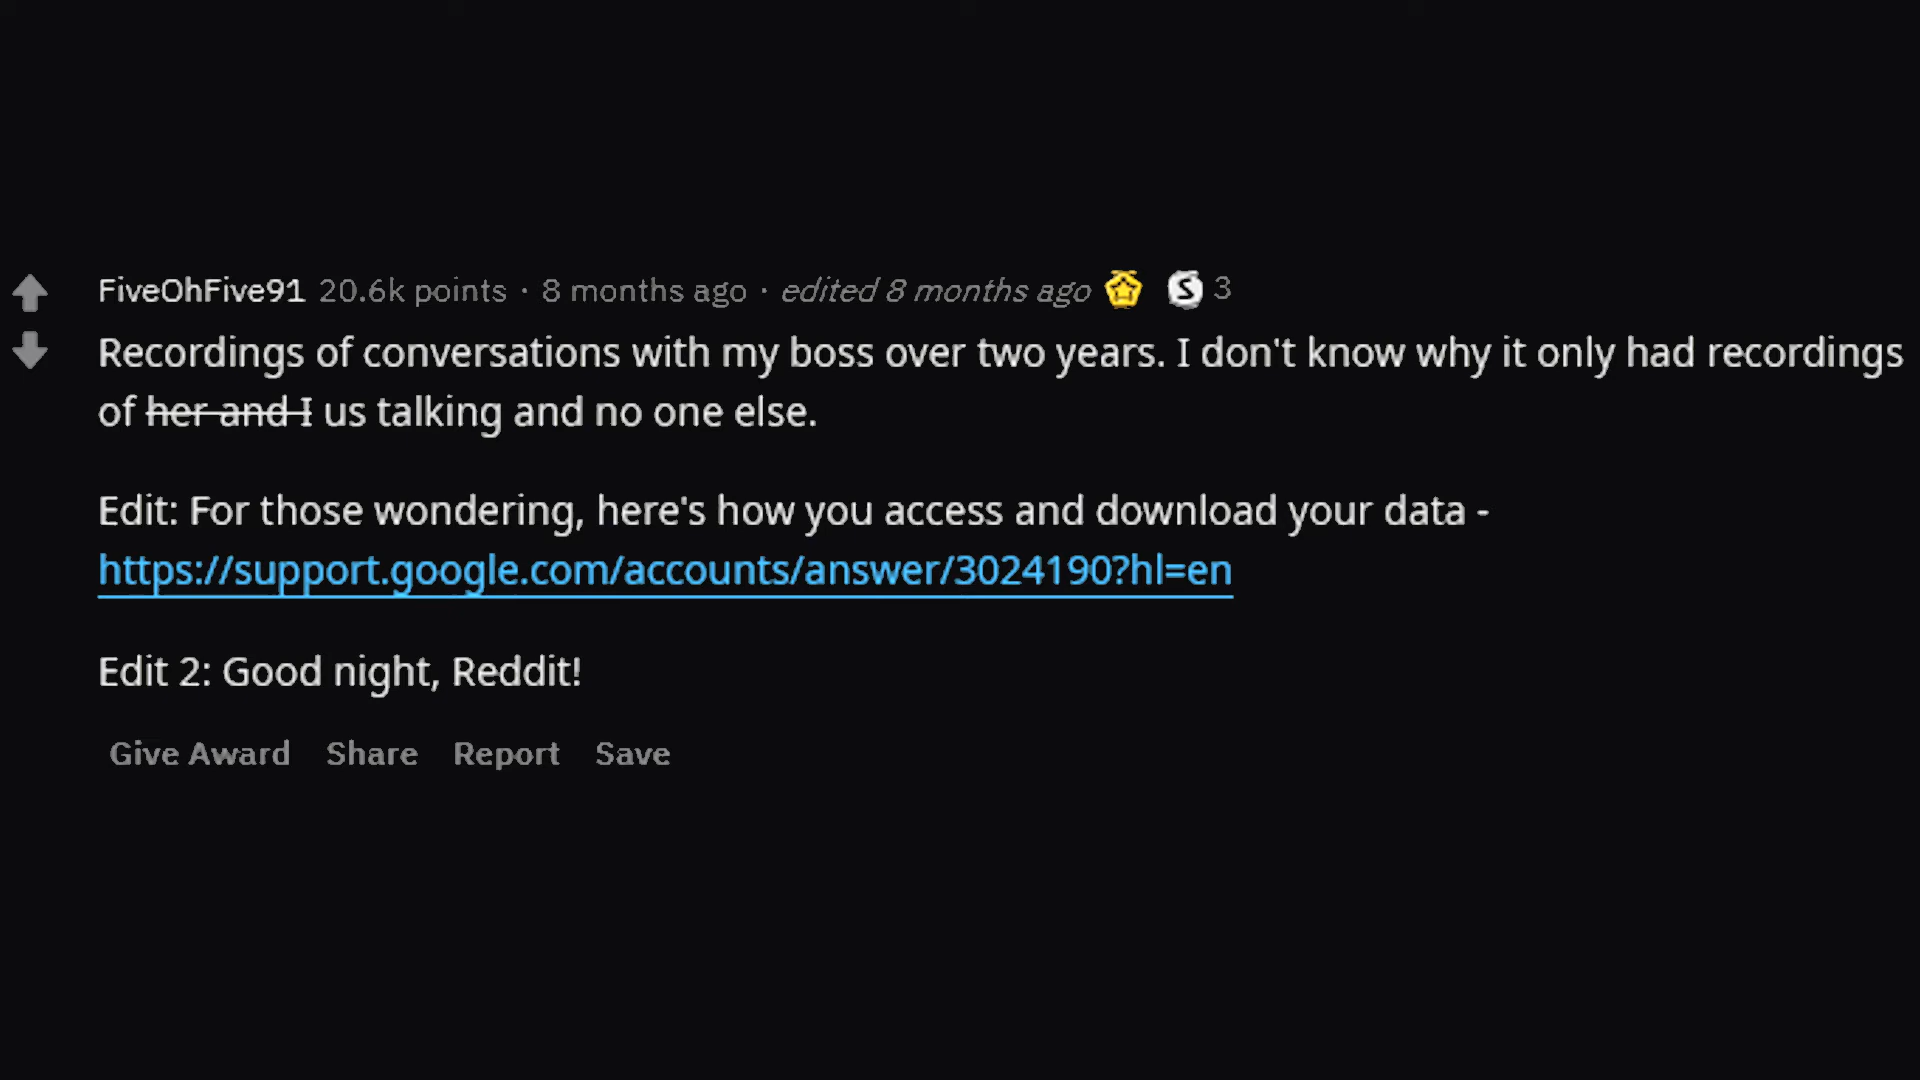 FiveOhFive91 20.6k points · 8 months ago · edited 8 months ago S 3
Recordings of conversations with my boss over two years. I don't know why it only had recordings
of her and I us talking and no one else.
Edit: For those wondering, here's how you access and download your data -
https://support.google.com/accounts/answer/3024190?hl=en
Edit 2: Good night, Reddit!
Give Award Share Report Save